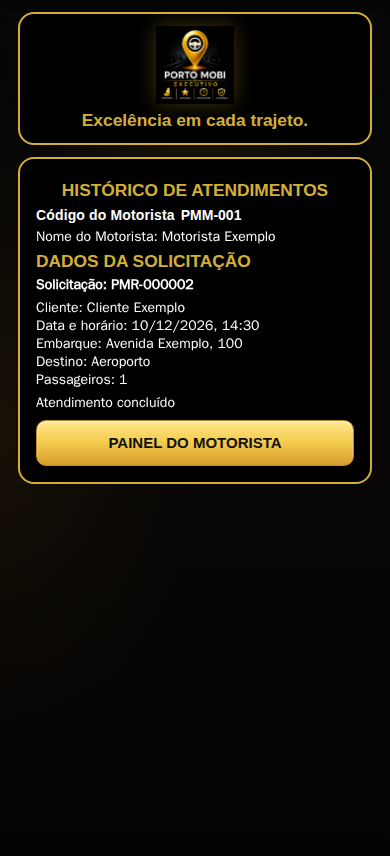 PORTO MOBI
EXECUTIVO
Excelência em cada trajeto.
HISTÓRICO DE ATENDIMENTOS
Código do Motorista PMM-001
Nome do Motorista: Motorista Exemplo
DADOS DA SOLICITAÇÃO
Solicitação: PMR-000002
Cliente: Cliente Exemplo
Data e horário: 10/12/2026, 14:30
Embarque: Avenida Exemplo, 100
Destino: Aeroporto
Passageiros: 1
Atendimento concluído
PAINEL DO MOTORISTA